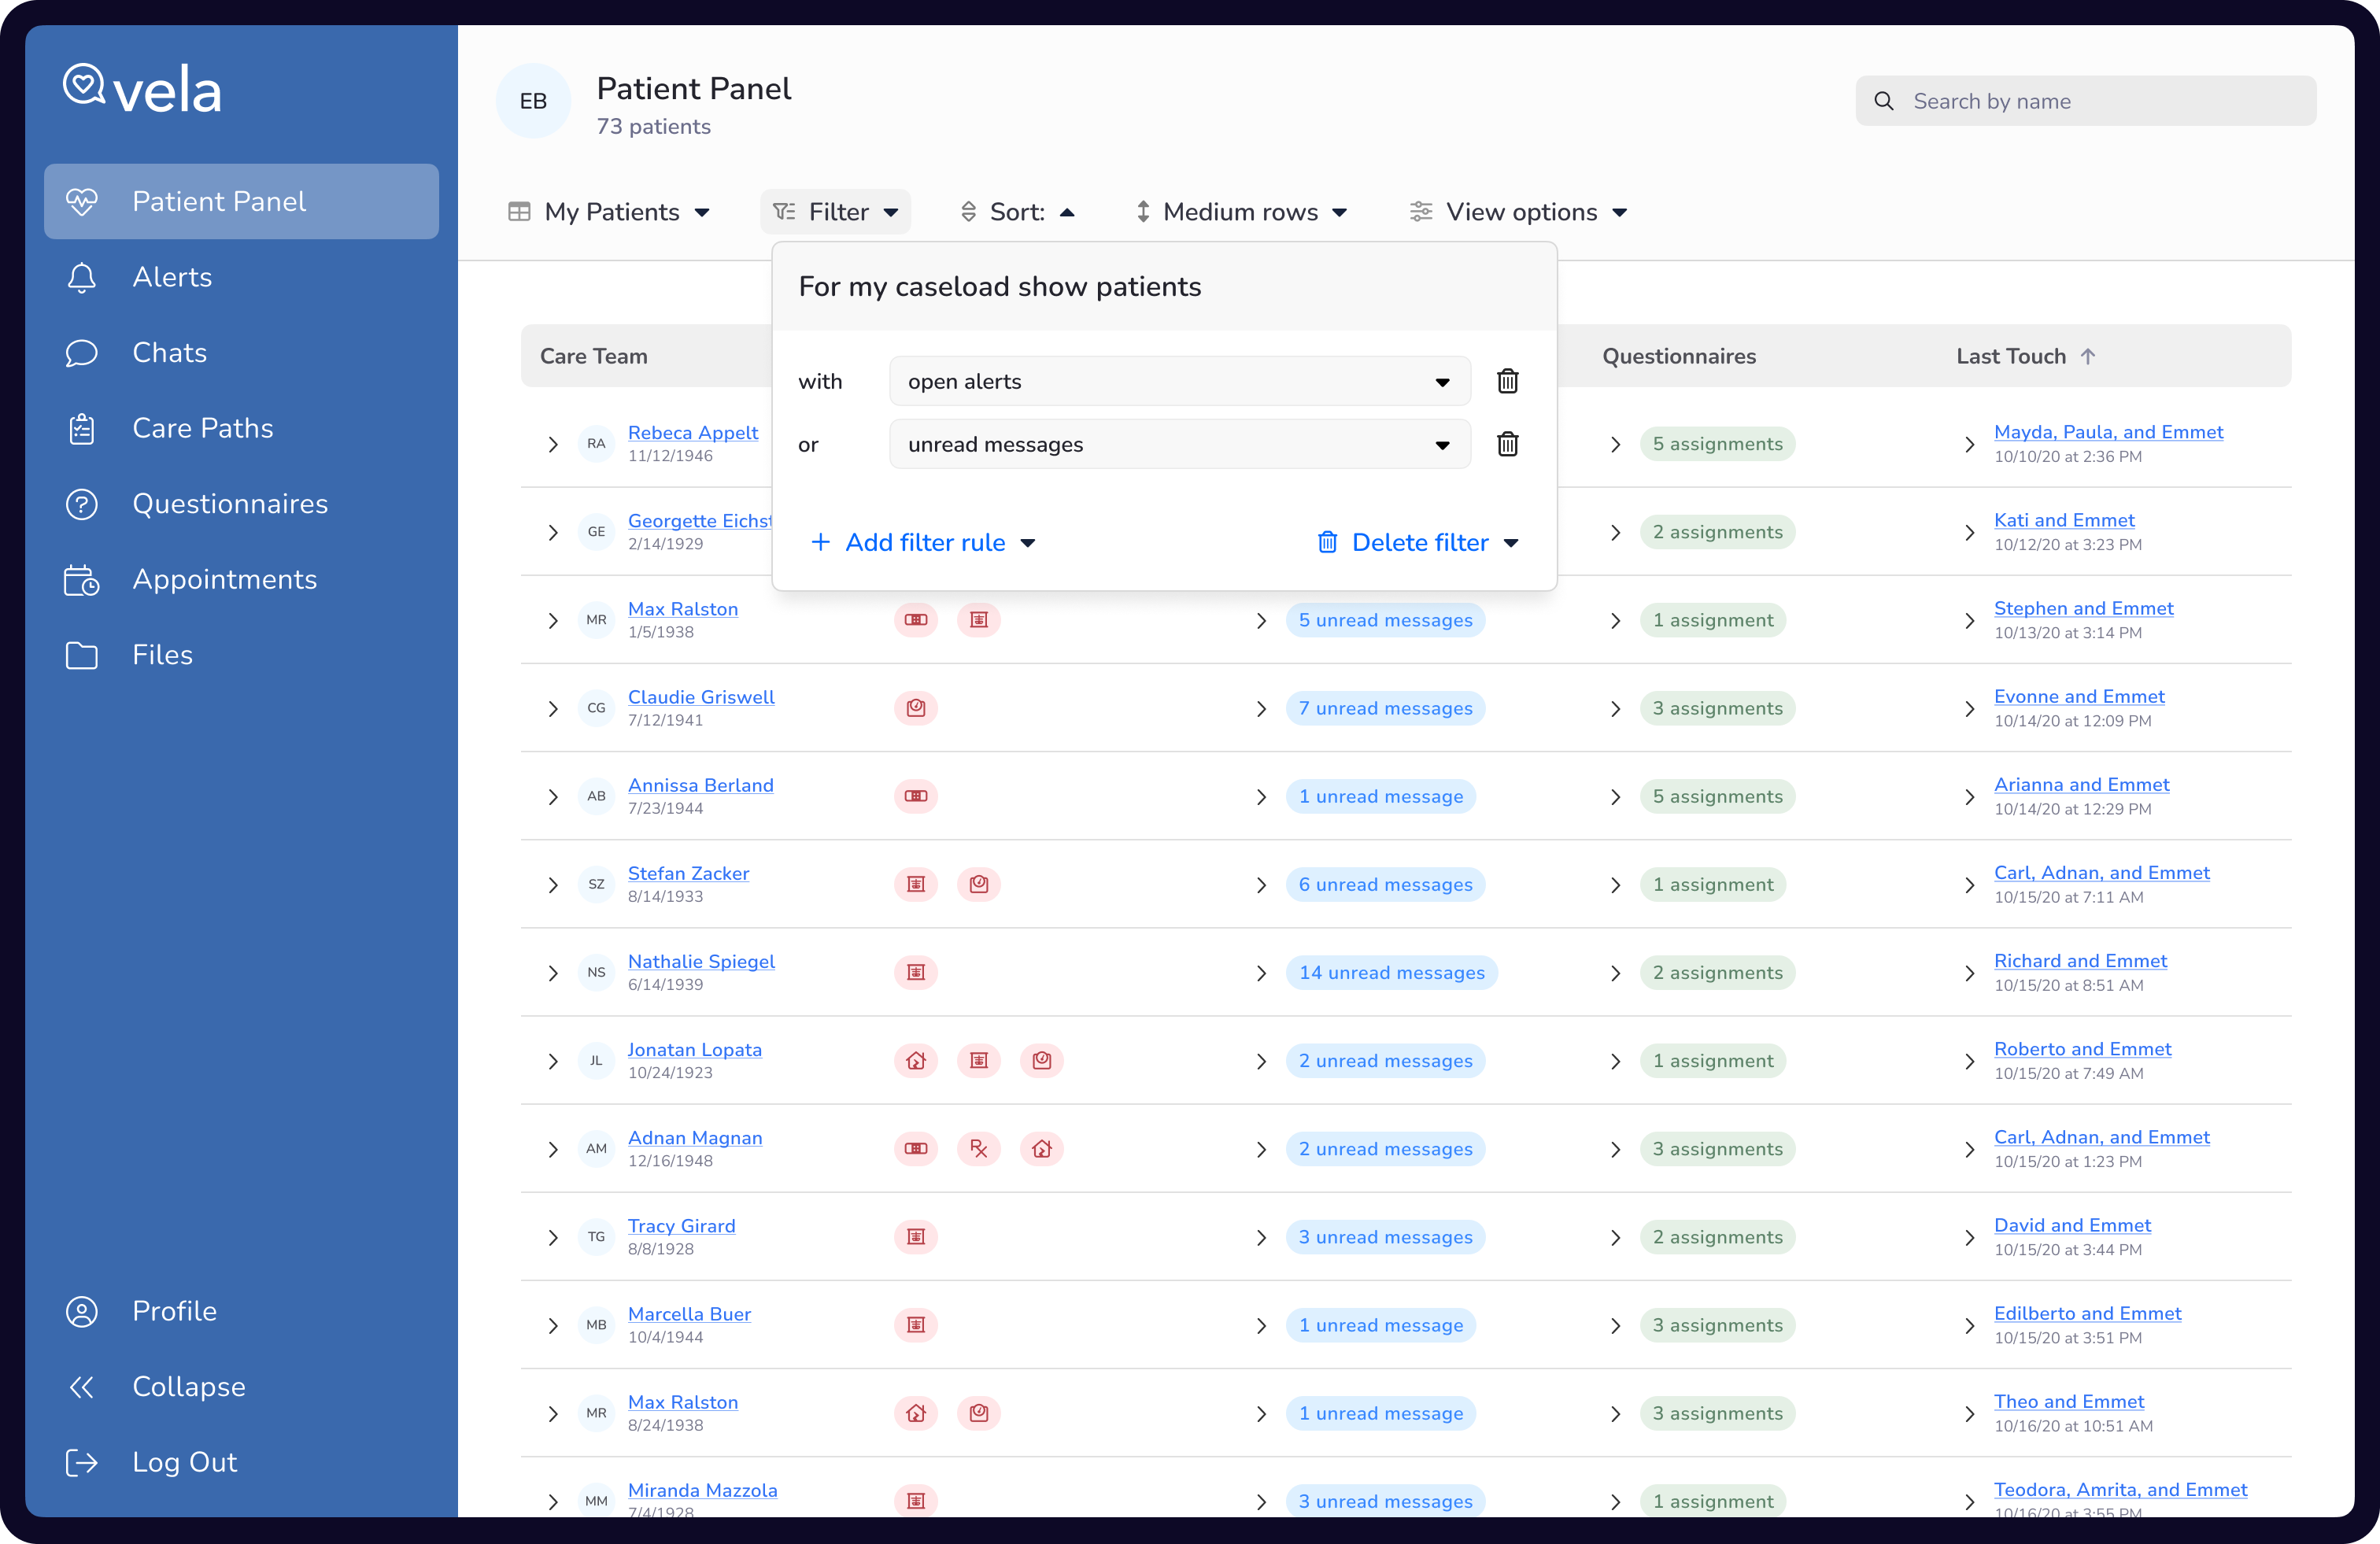 vela
Patient Panel
Alerts
Chats
Care Paths
Questionnaires
Appointments
Files
Profile
Collapse
Log Out
EB
Patient Panel
73 patients
Search by name
My Patients
Filter
Sort:
Medium rows
View options
For my caseload show patients
with open alerts
or unread messages
+ Add filter rule
Delete filter
Care Team Questionnaires Last Touch
RA Rebeca Appelt 5 assignments Mayda, Paula, and Emmet
11/12/1946 10/10/20 at 2:36 PM
GE Georgette 2 assignments Kati and Emmet
2/14/1929 10/12/20 at 3:23 PM
MR Max Ralston 5 unread messages 1 assignment Stephen and Emmet
1/5/1938 10/13/20 at 3:14 PM
CG Claudie Griswell 7 unread messages 3 assignments Evonne and Emmet
7/12/1941 10/14/20 at 12:09 PM
AB Annissa Berland 1 unread message 5 assignments Arianna and Emmet
7/23/1944 10/14/20 at 12:29 PM
SZ Stefan Zacker 6 unread messages 1 assignment Carl, Adnan, and Emmet
8/14/1933 10/15/20 at 7:11 AM
NS Nathalie Spiegel 14 unread messages 2 assignments Richard and Emmet
6/14/1939 10/15/20 at 8:51 AM
JL Jonatan Lopata 2 unread messages 1 assignment Roberto and Emmet
10/24/1923 10/15/20 at 7:49 AM
AM Adnan Magnan 2 unread messages 3 assignments Carl, Adnan, and Emmet
12/16/1948 10/15/20 at 1:23 PM
TG Tracy Girard 3 unread messages 2 assignments David and Emmet
8/8/1928 10/15/20 at 3:44 PM
MB Marcella Buer 1 unread message 3 assignments Edilberto and Emmet
10/4/1944 10/15/20 at 3:51 PM
MR Max Ralston 1 unread message 3 assignments Theo and Emmet
8/24/1938 10/16/20 at 10:51 AM
MM Miranda Mazzola 3 unread messages 1 assignment Teodora, Amrita, and Emmet
7/4/1928 10/16/20 at 3:55 PM